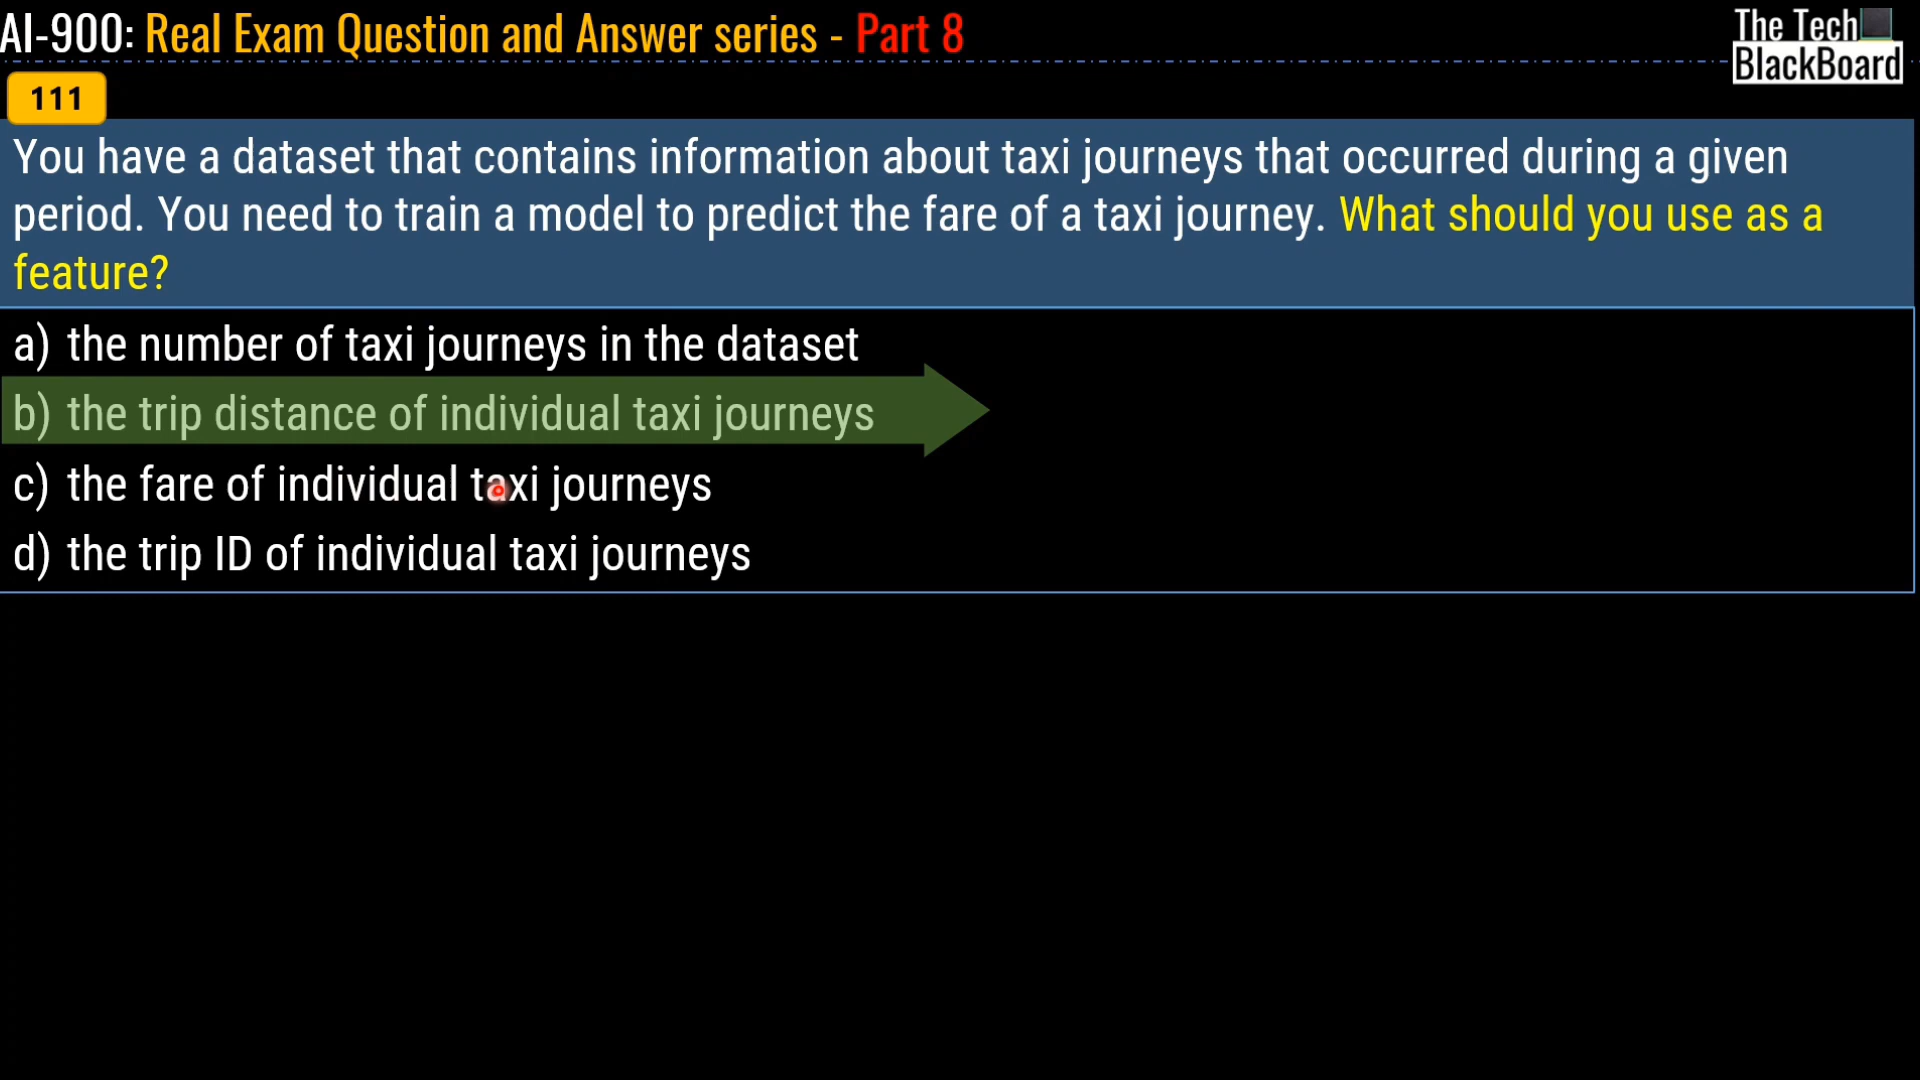 AI-900: Real Exam Question and Answer series - Part 8
The Tech
BlackBoard
111
You have a dataset that contains information about taxi journeys that occurred during a given
period. You need to train a model to predict the fare of a taxi journey. What should you use as a
feature?
a) the number of taxi journeys in the dataset
b) the trip distance of individual taxi journeys
c) the fare of individual taxi journeys
d) the trip ID of individual taxi journeys